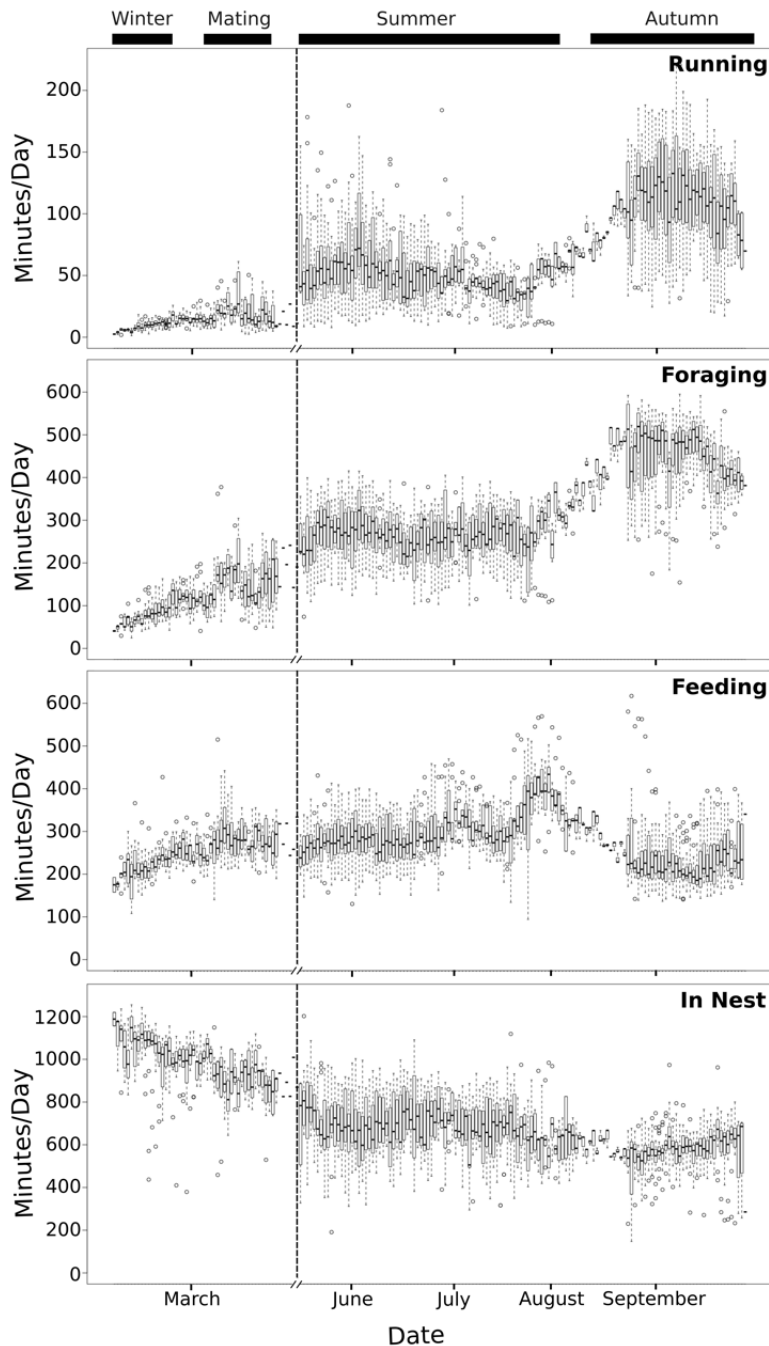 Winter Mating Summer Autumn
Running
Minutes/Day
200
150
100
50
0
Foraging
Minutes/Day
600
500
400
300
200
100
0
Feeding
Minutes/Day
600
500
400
300
200
100
0
In Nest
Minutes/Day
1200
1000
800
600
400
200
0
March June July August September
Date